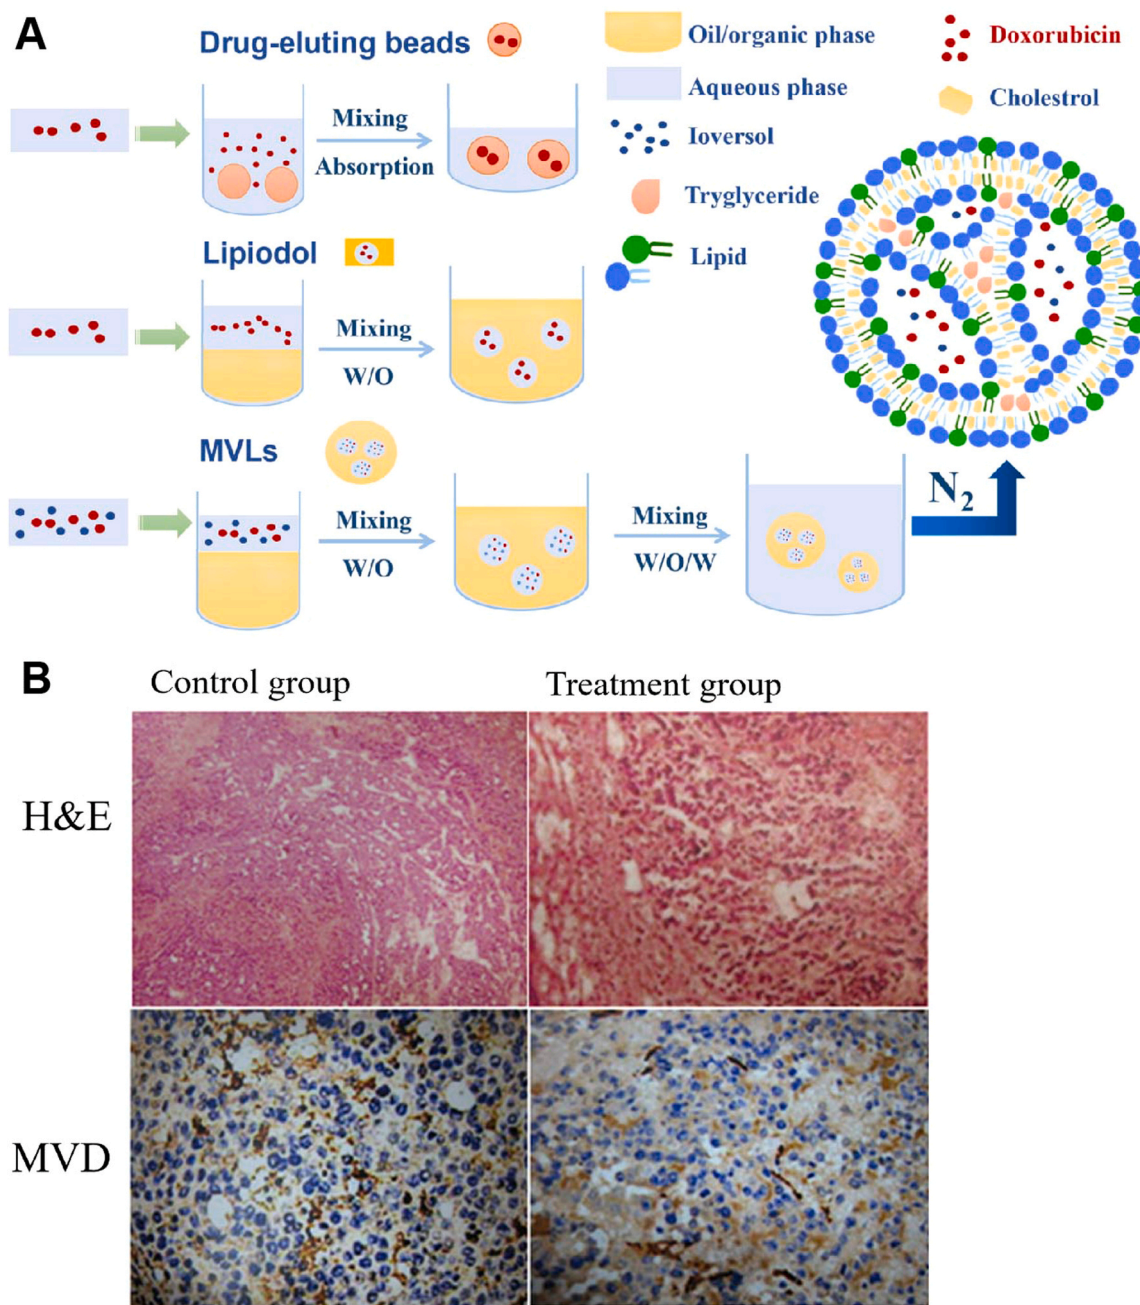 A
Drug-eluting beads
Mixing
Absorption
Oil/organic phase
Aqueous phase
Ioversol
Tryglyceride
Lipid
Doxorubicin
Cholestrol
Lipiodol
Mixing
W/O
MVLs
Mixing
W/O
Mixing
W/O/W
N2
B
Control group
Treatment group
H&E
MVD